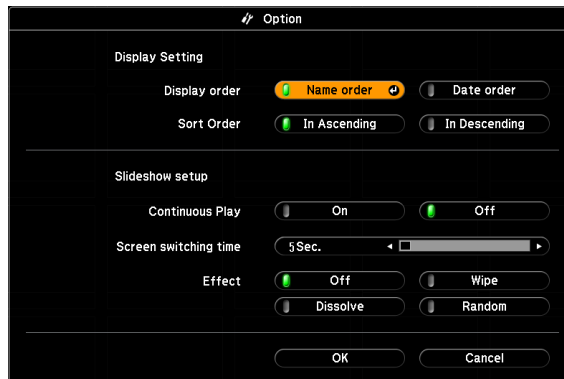 Option
Display Setting
Display order Name order Date order
Sort Order In Ascending In Descending
Slideshow setup
Continuous Play On Off
Screen switching time 5Sec.
Effect Off Wipe
Dissolve Random
OK Cancel